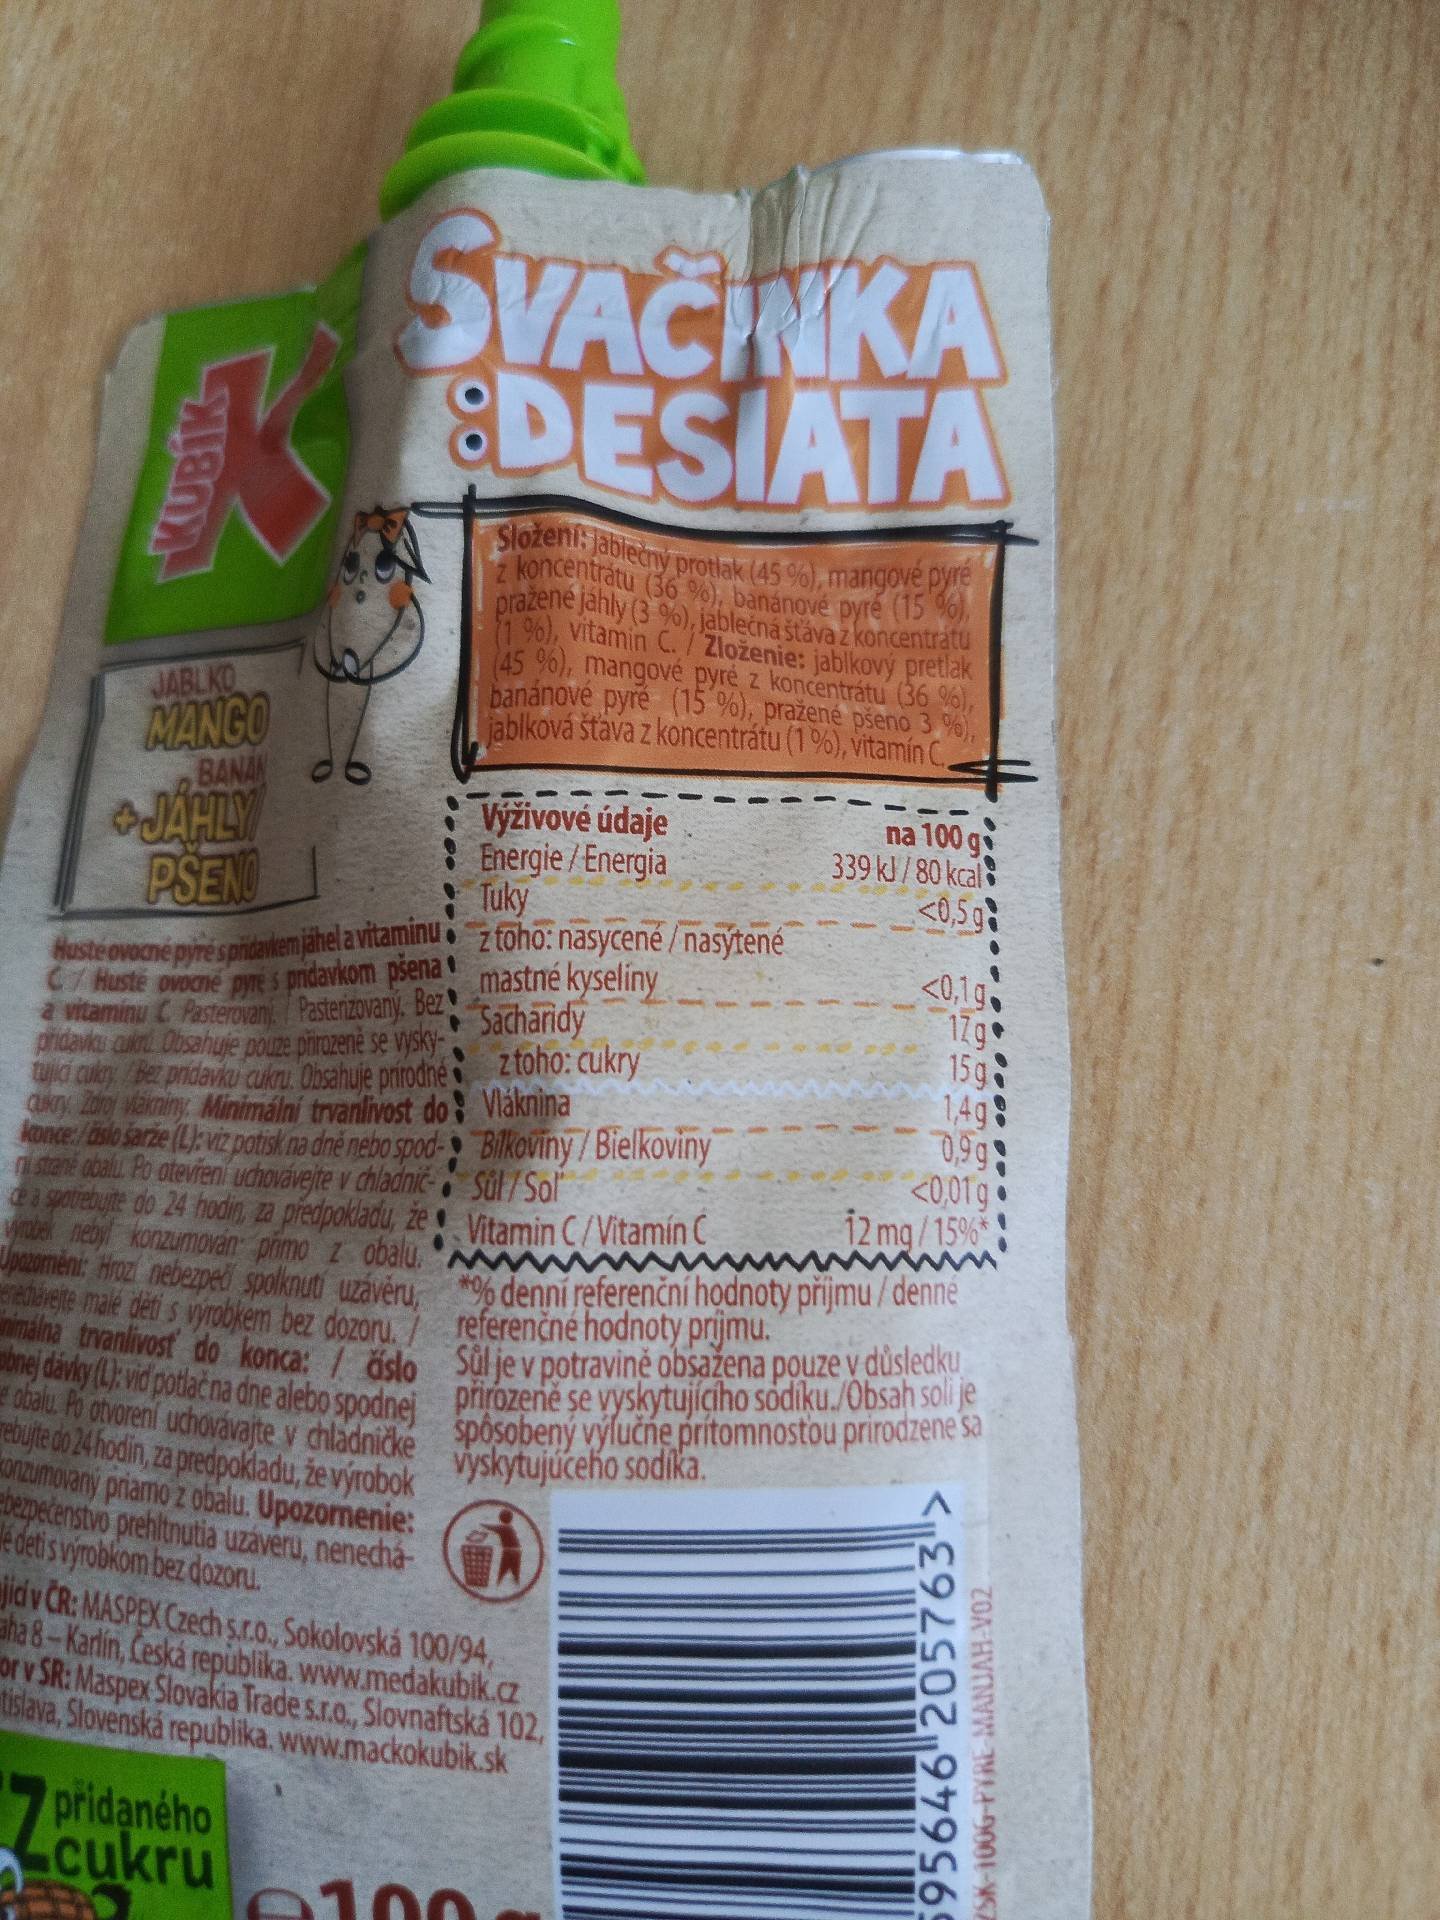 SVAČINKA
DESIATA
KUBÍK
JABLKO
MANGO
BANÁN
+ JÁHLY/
PŠENO
Složení: jablečný protlak (45 %), mangové pyré
z koncentrátu (36 %), banánové pyré (15 %),
pražené jáhly (3 %), jablečná šťáva z koncentrátu
(1 %), vitamin C. / Zloženie: jablkový pretlak
(45 %), mangové pyré z koncentrátu (36 %),
banánové pyré (15 %), pražené pšeno 3 %),
jablková šťava z koncentrátu (1 %), vitamín C.
Výživové údaje na 100 g
Energie / Energia 339 kJ / 80 kcal
Tuky <0,5 g
z toho: nasycené / nasýtené
mastné kyseliny <0,1 g
Sacharidy 17 g
z toho: cukry 15 g
Vláknina 1,4 g
Bílkoviny / Bielkoviny 0,9 g
Sůl / Soľ <0,01 g
Vitamin C / Vitamín C 12 mg / 15%*
*% denní referenční hodnoty příjmu / denné
referenčné hodnoty príjmu.
Sůl je v potravině obsažena pouze v důsledku
přirozeně se vyskytujícího sodíku./Obsah soli je
spôsobený výlučne prítomnosťou prirodzene sa
vyskytujúceho sodíka.
Husté ovocné pyré s přídavkem jáhel a vitaminu
C / Husté ovocné pyré s prídavkom pšena
a vitamínu C. Pasterovaný. Pasterizovaný. Bez
přídavku cukru. Obsahuje pouze přirozeně se vysky-
tující cukry. / Bez prídavku cukru. Obsahuje prírodné
cukry. Zdroj vlákniny. Minimální trvanlivost do
konce: / číslo šarže (L): viz potisk na dně nebo spod-
ní straně obalu. Po otevření uchovávejte v chladnič-
ce a spotřebujte do 24 hodin, za předpokladu, že
výrobek nebyl konzumován přímo z obalu.
Upozornění: Hrozí nebezpečí spolknutí uzávěru,
malé děti s výrobkem bez dozoru. /
trvanlivosť do konca: / číslo
dávky (L): viď potlač na dne alebo spodnej
obalu. Po otvorení uchovávajte v chladničke
do 24 hodín, za predpokladu, že výrobok
konzumovaný priamo z obalu. Upozornenie:
prehltnutia uzáveru, nenechá-
deti s výrobkom bez dozoru.
v ČR: MASPEX Czech s.r.o., Sokolovská 100/94,
8 – Karlín, Česká republika. www.medakubik.cz
v SR: Maspex Slovakia Trade s.r.o., Slovnaftská 102,
Slovenská republika. www.mackokubik.sk
přidaného
cukru
e 100 g
95646 205763 >
100G-PYRE-MANJAH-V02